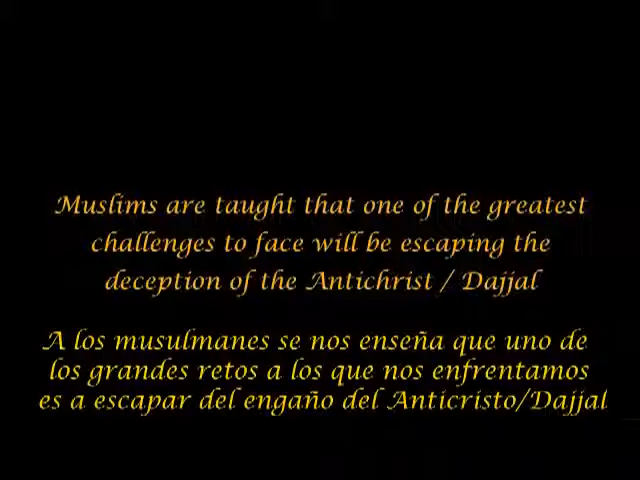 Muslims are taught that one of the greatest
challenges to face will be escaping the
deception of the Antichrist / Dajjal
A los musulmanes se nos enseña que uno de
los grandes retos a los que nos enfrentamos
es a escapar del engaño del Anticristo/Dajjal